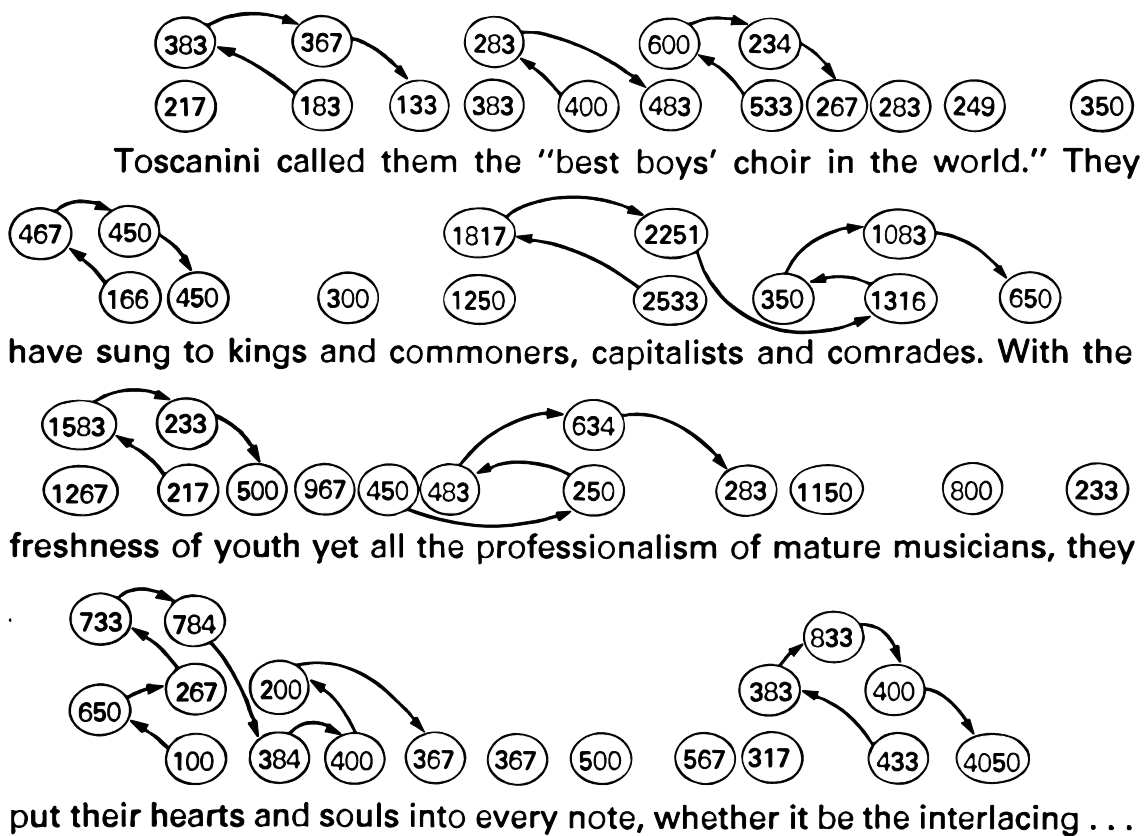 383 367 283 600 234
217 183 133 383 400 483 533 267 283 249 350
Toscanini called them the "best boys' choir in the world." They
467 450 1817 2251 1083
166 450 300 1250 2533 350 1316 650
have sung to kings and commoners, capitalists and comrades. With the
1583 233 634
1267 217 500 967 450 483 250 283 1150 800 233
freshness of youth yet all the professionalism of mature musicians, they
733 784 833
650 267 200 383 400
100 384 400 367 367 500 567 317 433 4050
put their hearts and souls into every note, whether it be the interlacing ...